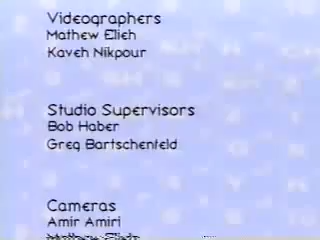 Videographers
Mathew Elieh
Kaveh Nikpour
Studio Supervisors
Bob Haber
Greg Bartschenfeld
Cameras
Amir Amiri